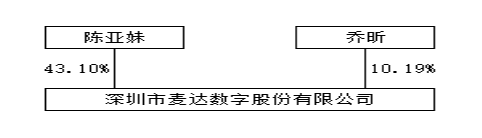 陈亚妹 乔昕
43.10% 10.19%
深圳市麦达数字股份有限公司